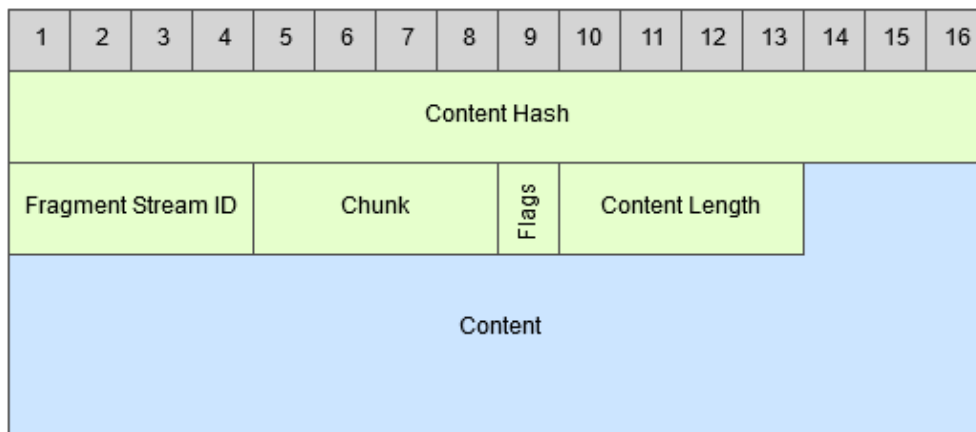 1 2 3 4 5 6 7 8 9 10 11 12 13 14 15 16
Content Hash
Fragment Stream ID Chunk Flags Content Length
Content